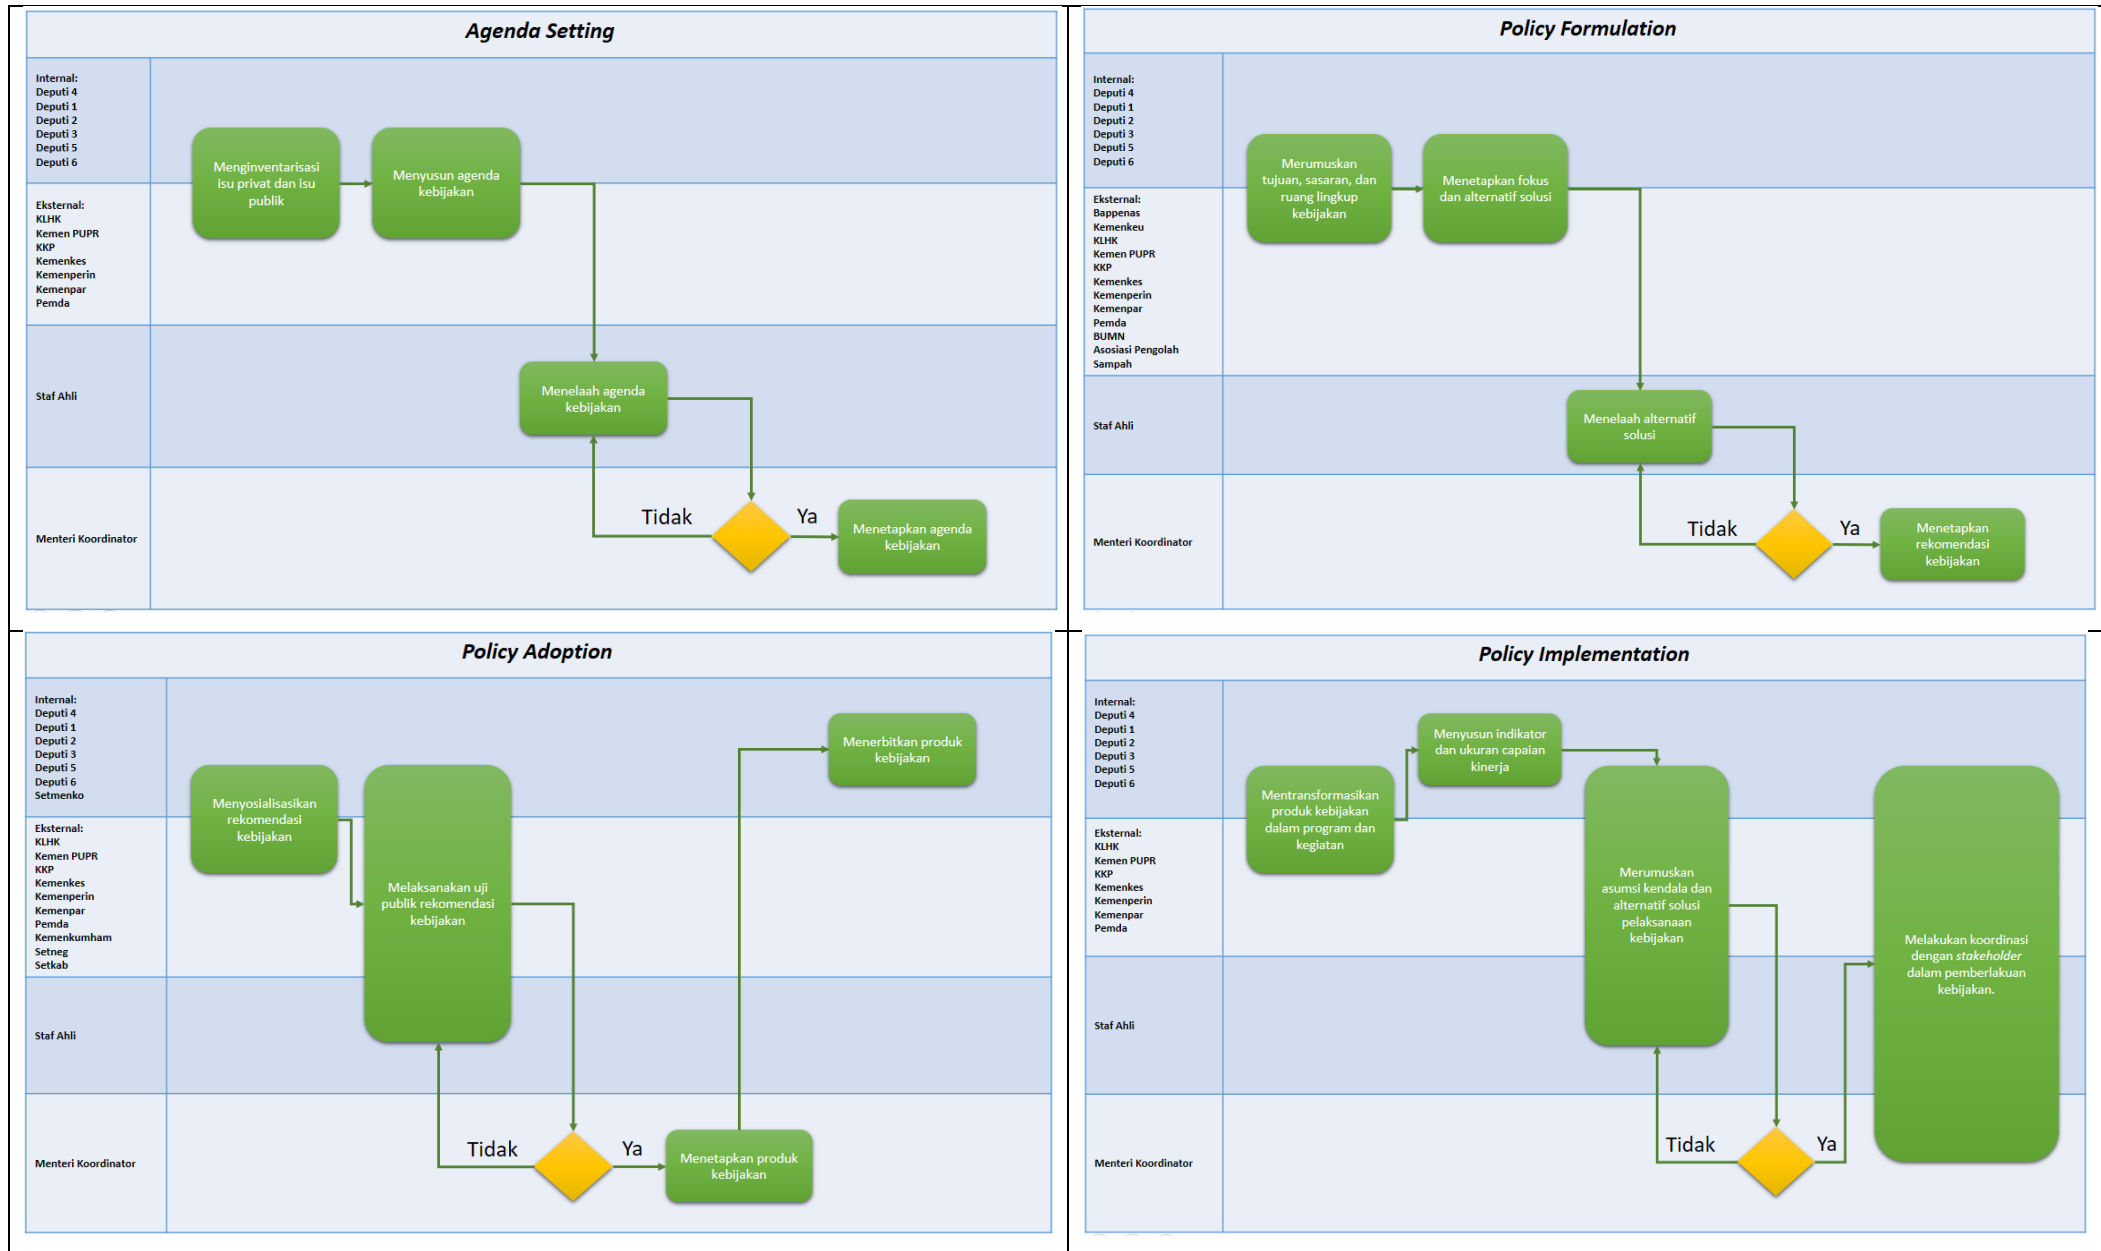 Agenda Setting
Internal:
Deputi 4
Deputi 1
Deputi 2
Deputi 3
Deputi 5
Deputi 6
Eksternal:
KLHK
Kemen PUPR
KKP
Kemenkes
Kemenperin
Kemenpar
Pemda
Staf Ahli
Menteri Koordinator
Menginventarisasi
isu privat dan isu
publik
Menyusun agenda
kebijakan
Menelaah agenda
kebijakan
Tidak
Ya
Menetapkan agenda
kebijakan
Policy Formulation
Internal:
Deputi 4
Deputi 1
Deputi 2
Deputi 3
Deputi 5
Deputi 6
Eksternal:
Bappenas
Kemenkeu
KLHK
Kemen PUPR
KKP
Kemenkes
Kemenperin
Kemenpar
Pemda
BUMN
Asosiasi Pengolah
Sampah
Staf Ahli
Menteri Koordinator
Merumuskan
tujuan, sasaran, dan
ruang lingkup
kebijakan
Menetapkan fokus
dan alternatif solusi
Menelaah alternatif
solusi
Tidak
Ya
Menetapkan
rekomendasi
kebijakan
Policy Adoption
Internal:
Deputi 4
Deputi 1
Deputi 2
Deputi 3
Deputi 5
Deputi 6
Setmenko
Eksternal:
KLHK
Kemen PUPR
KKP
Kemenkes
Kemenperin
Kemenpar
Pemda
Kemenkumham
Setneg
Setkab
Staf Ahli
Menteri Koordinator
Menyosialisasikan
rekomendasi
kebijakan
Melaksanakan uji
publik rekomendasi
kebijakan
Tidak
Ya
Menetapkan produk
kebijakan
Menerbitkan produk
kebijakan
Policy Implementation
Internal:
Deputi 4
Deputi 1
Deputi 2
Deputi 3
Deputi 5
Deputi 6
Eksternal:
KLHK
Kemen PUPR
KKP
Kemenkes
Kemenperin
Kemenpar
Pemda
Staf Ahli
Menteri Koordinator
Mentransformasikan
produk kebijakan
dalam program dan
kegiatan
Menyusun indikator
dan ukuran capaian
kinerja
Merumuskan
asumsi kendala dan
alternatif solusi
pelaksanaan
kebijakan
Tidak
Ya
Melakukan koordinasi
dengan stakeholder
dalam pemberlakuan
kebijakan.